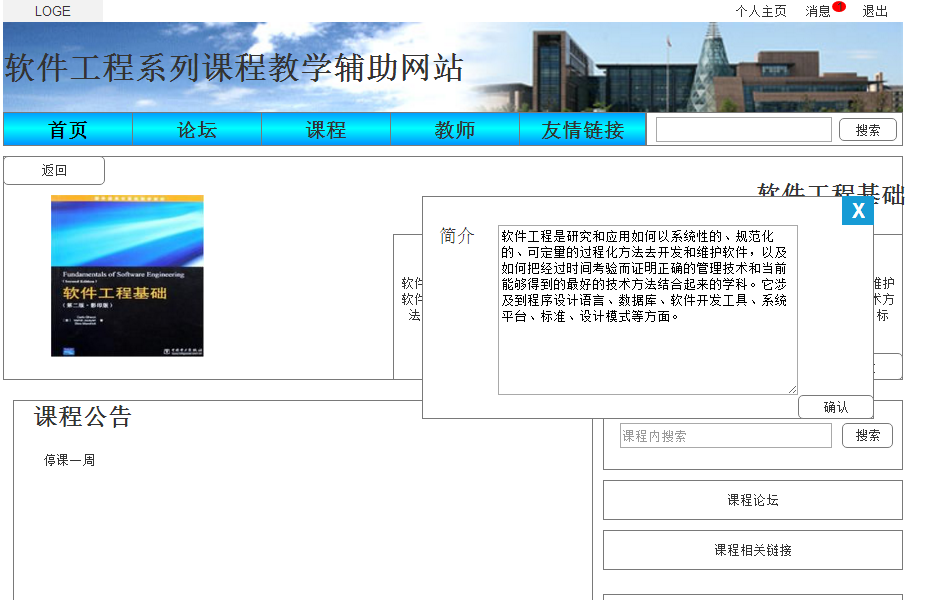 LOGE
个人主页 消息 退出
软件工程系列课程教学辅助网站
首页 论坛 课程 教师 友情链接 搜索
返回
软件工程基础
X
简介
软件工程是研究和应用如何以系统性的、规范化
的、可定量的过程化方法去开发和维护软件，以及
如何把经过时间考验而证明正确的管理技术和当前
能够得到的最好的技术方法结合起来的学科。它涉
及到程序设计语言、数据库、软件开发工具、系统
平台、标准、设计模式等方面。
确认
软件 维护
软件 术方
法 标
Fundamentals of Software Engineering
(Second Edition)
软件工程基础
（第二版·影印版）
课程公告
停课一周
课程内搜索 搜索
课程论坛
课程相关链接